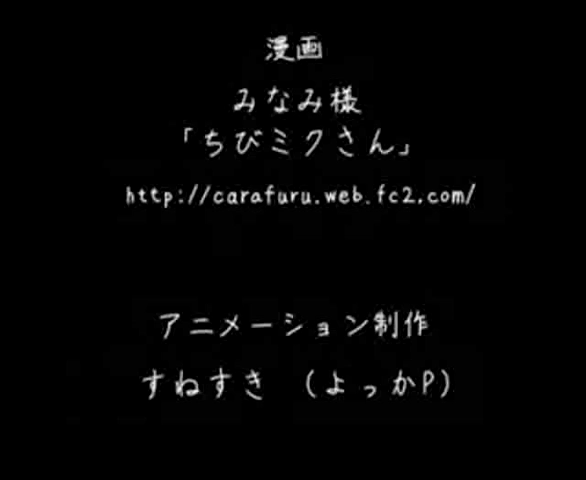 漫画
みなみ様
「ちびミクさん」
http://carafuru.web.fc2.com/
アニメーション制作
すねすき （よっかP）